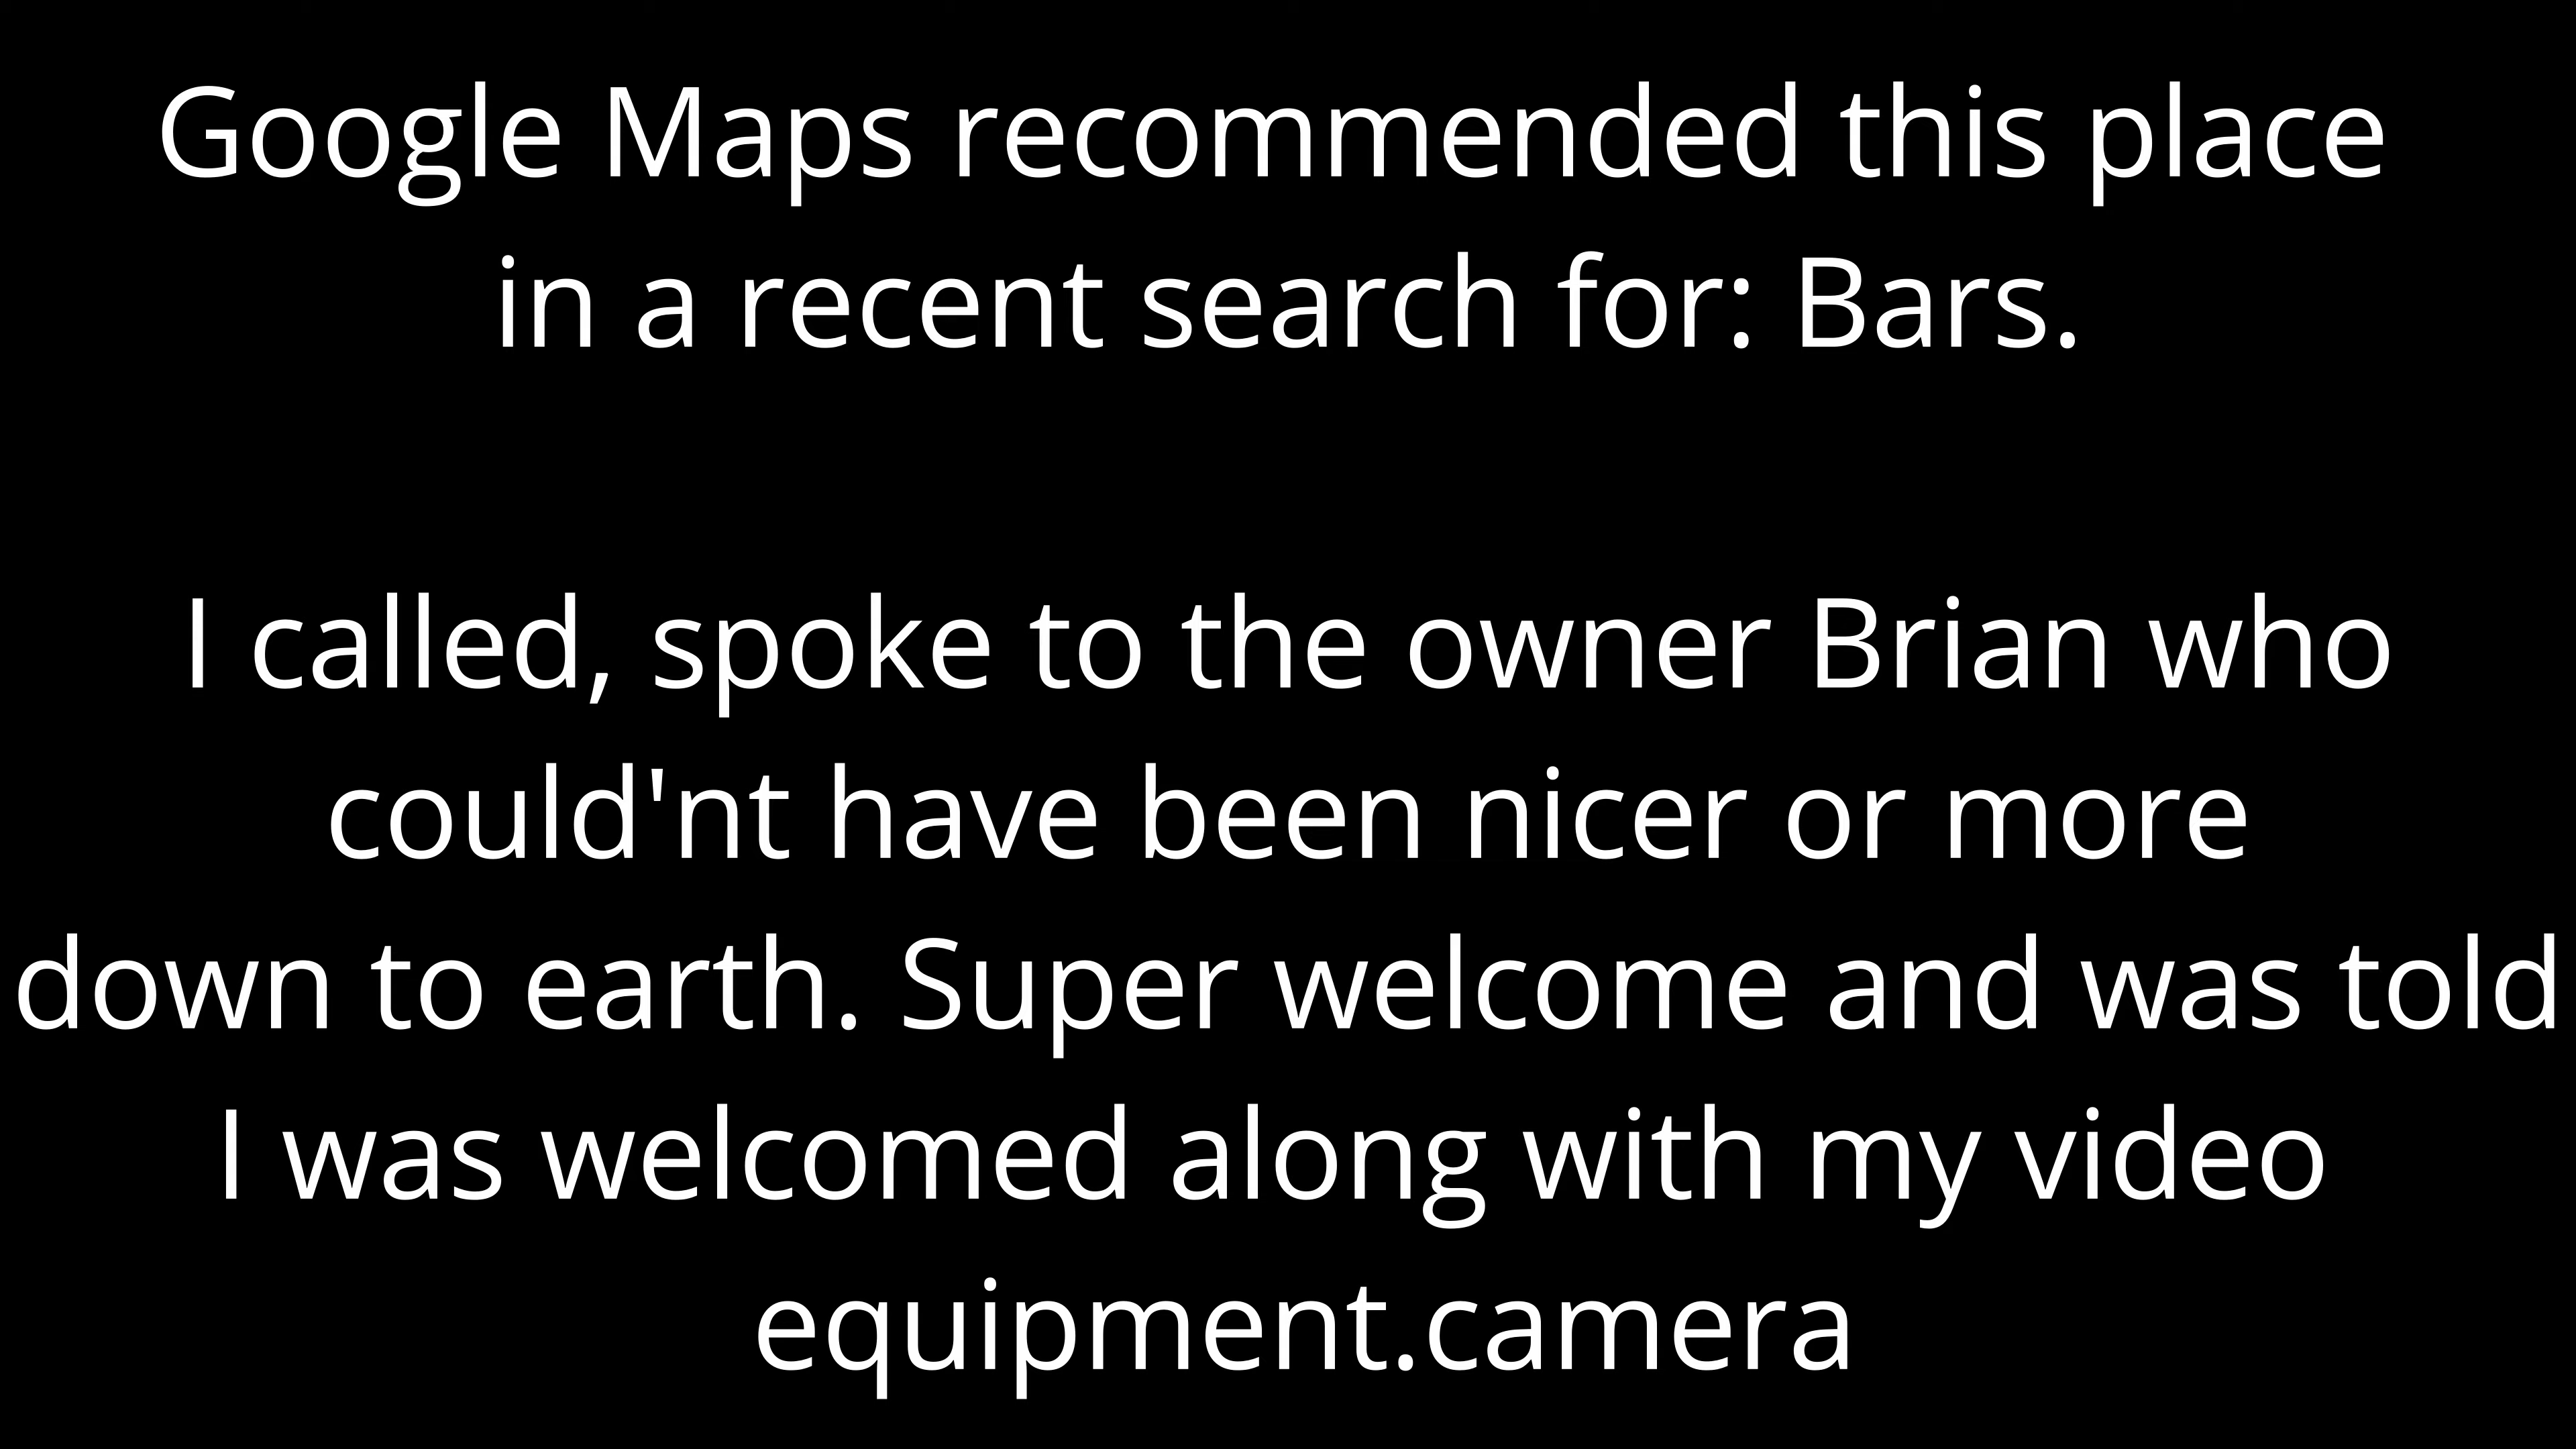 Google Maps recommended this place
in a recent search for: Bars.
I called, spoke to the owner Brian who
could'nt have been nicer or more
down to earth. Super welcome and was told
I was welcomed along with my video
equipment.camera